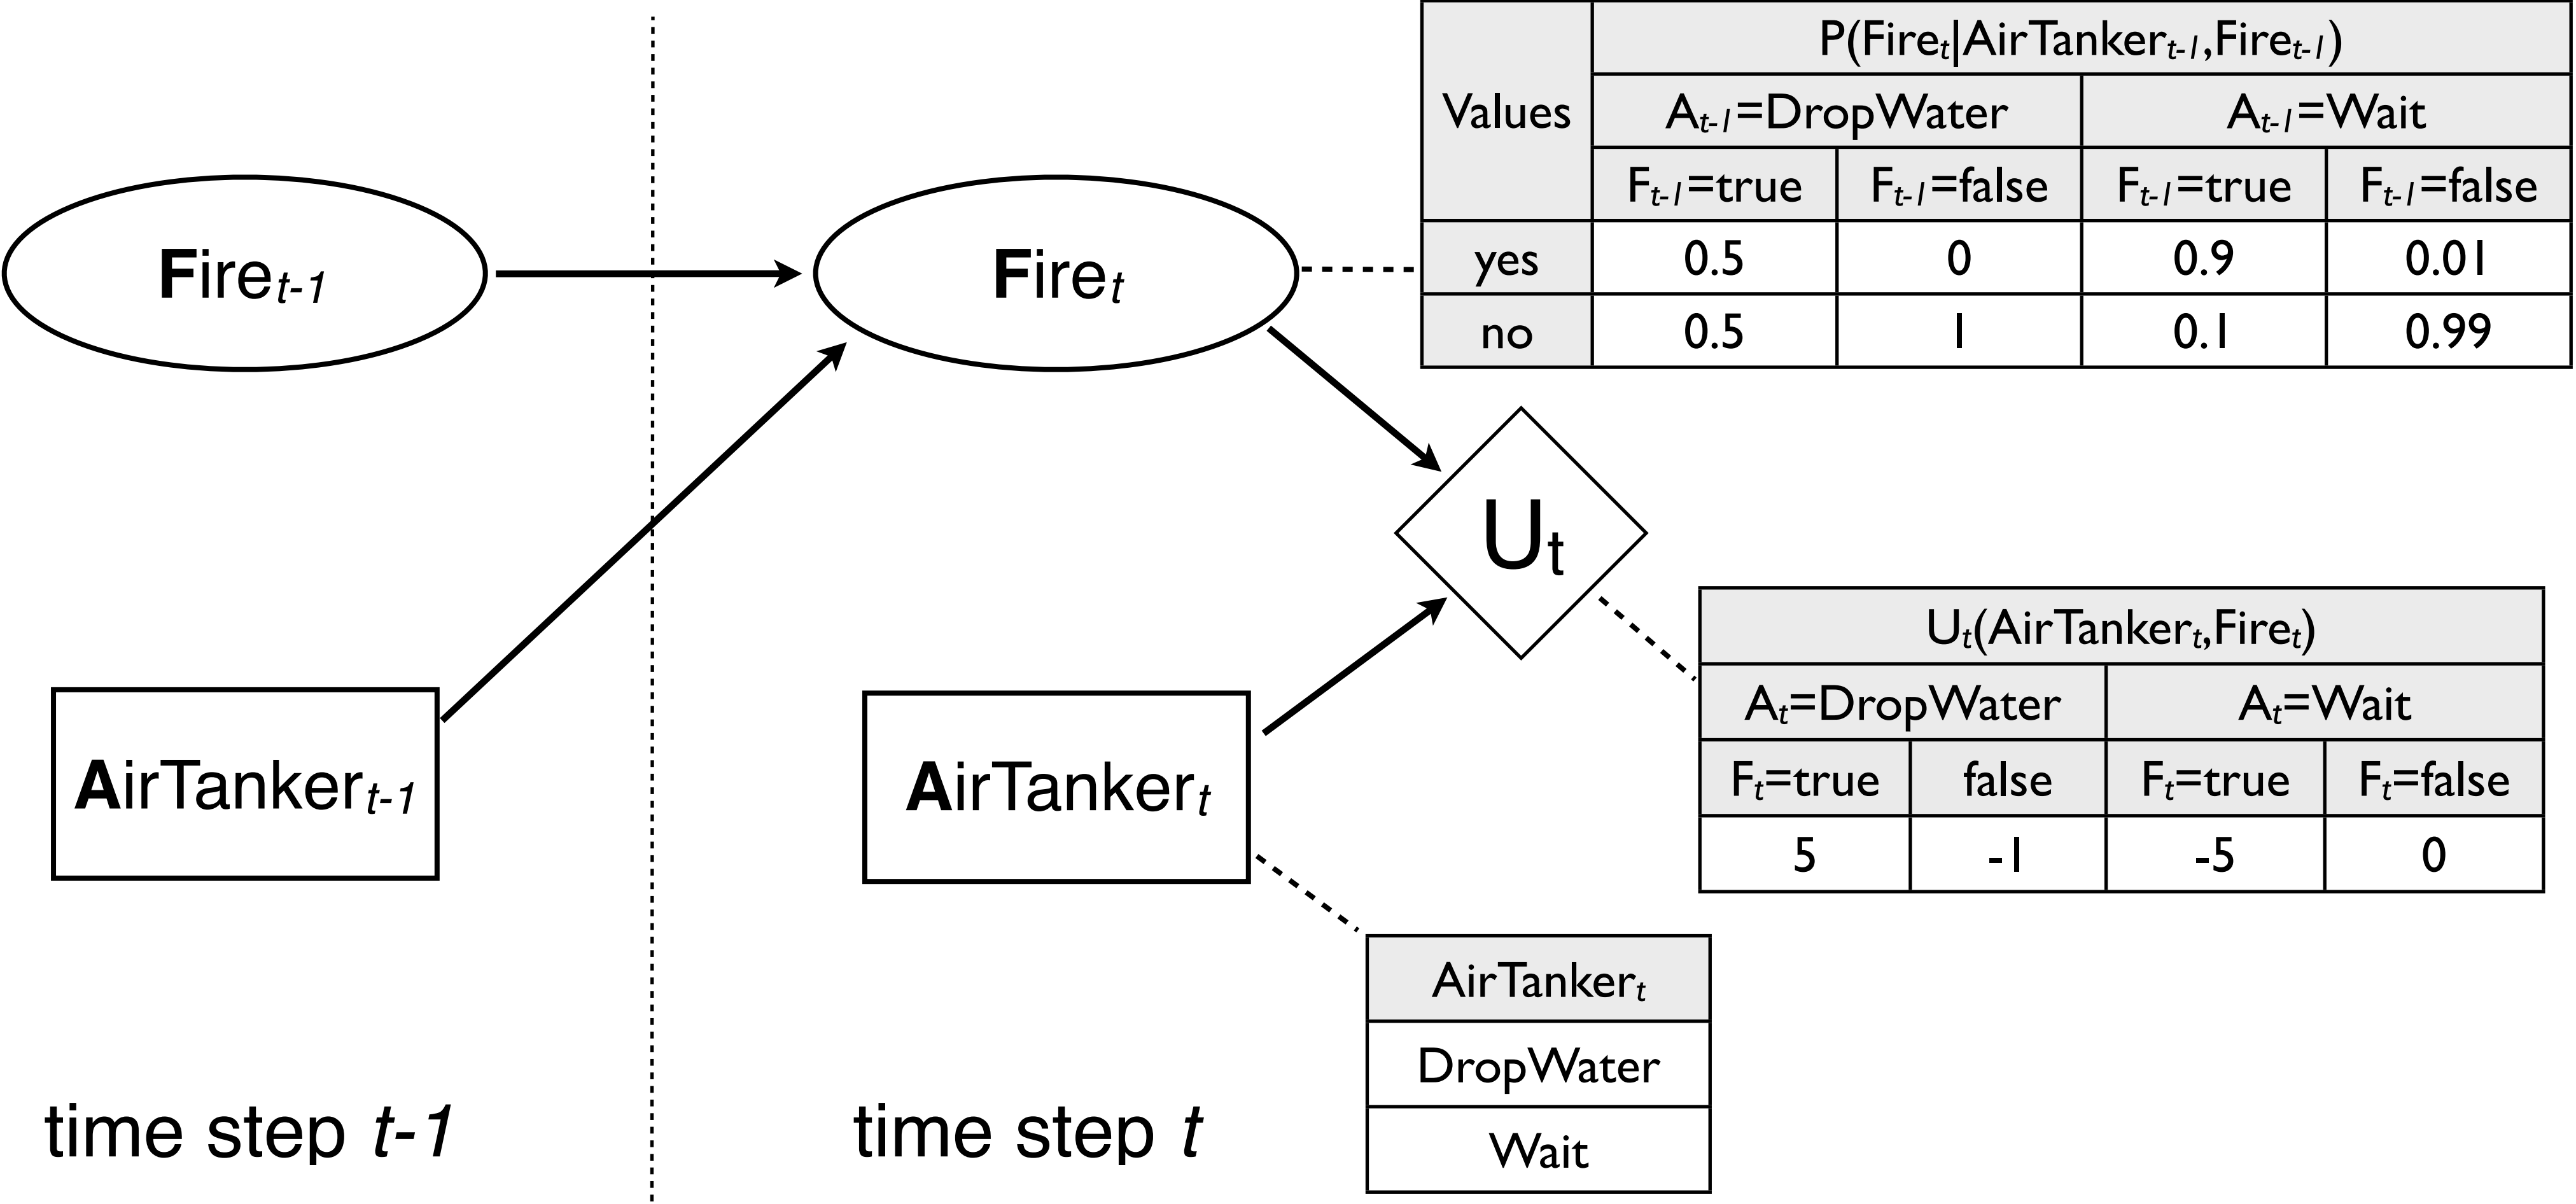 P(Fire_t|AirTanker_t-1,Fire_t-1)
Values
A_t-1=DropWater
A_t-1=Wait
F_t-1=true
F_t-1=false
F_t-1=true
F_t-1=false
yes
0.5
0
0.9
0.01
no
0.5
1
0.1
0.99
Fire_t-1
Fire_t
U_t
U_t(AirTanker_t,Fire_t)
A_t=DropWater
A_t=Wait
F_t=true
false
F_t=true
F_t=false
5
-1
-5
0
AirTanker_t-1
AirTanker_t
AirTanker_t
DropWater
Wait
time step t-1
time step t